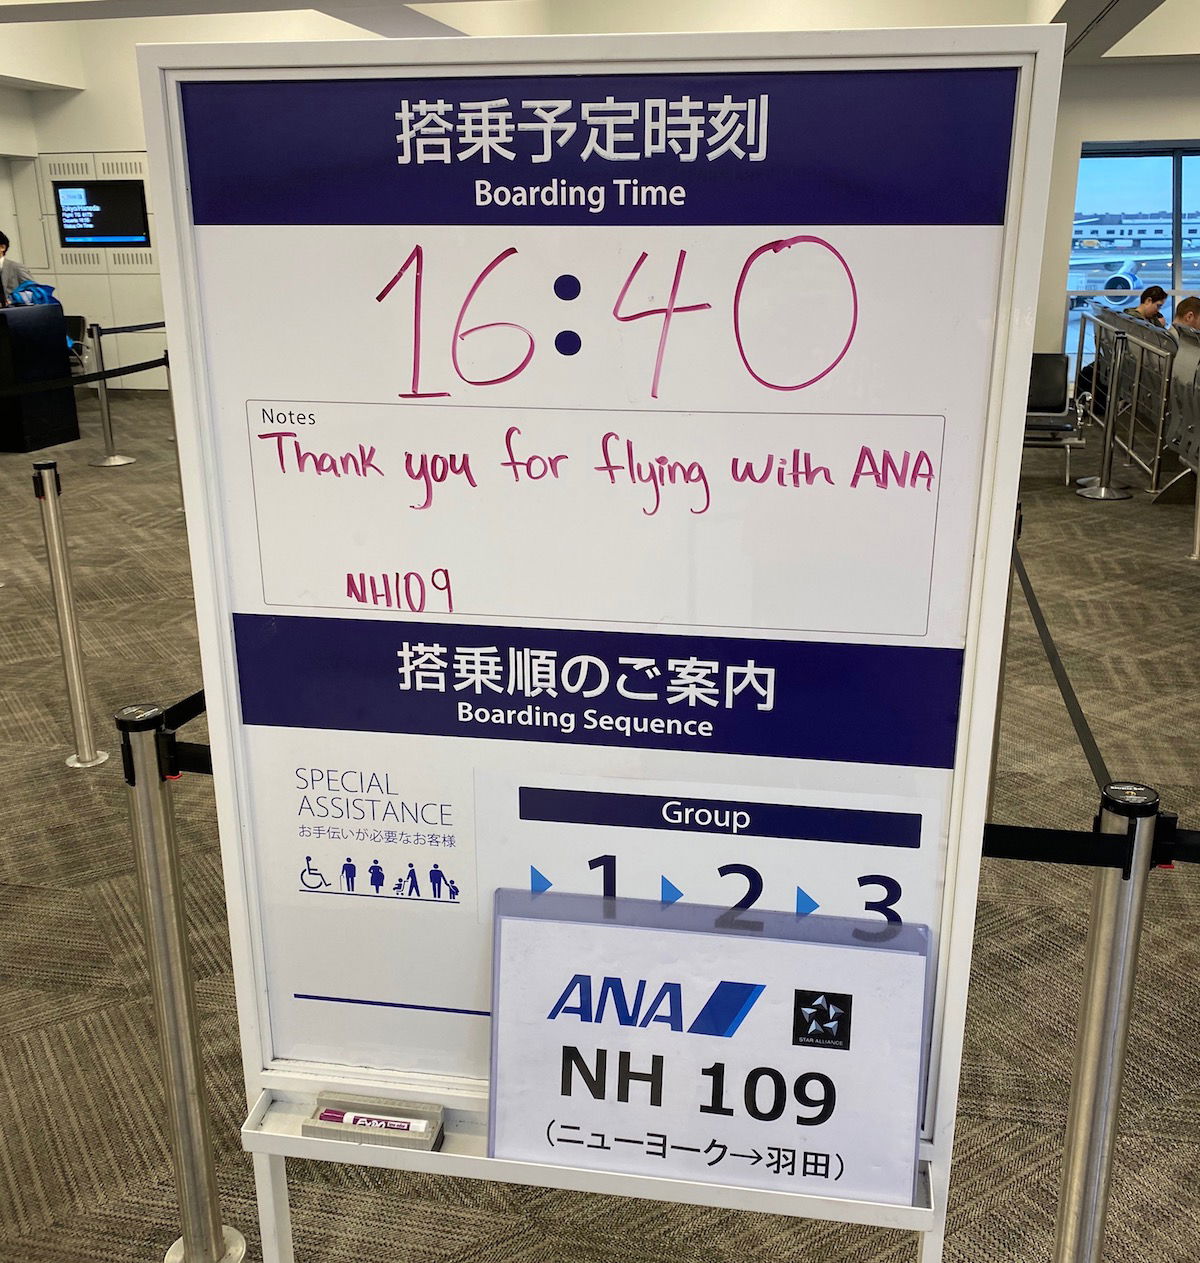 搭乗予定時刻
Boarding Time
16:40
Notes
Thank you for flying with ANA
NH109
搭乗順のご案内
Boarding Sequence
SPECIAL
ASSISTANCE
お手伝いが必要なお客様
Group
1 2 3
ANA
STAR ALLIANCE
NH 109
(ニューヨーク→羽田)
EXPO
Tokyo/Haneda